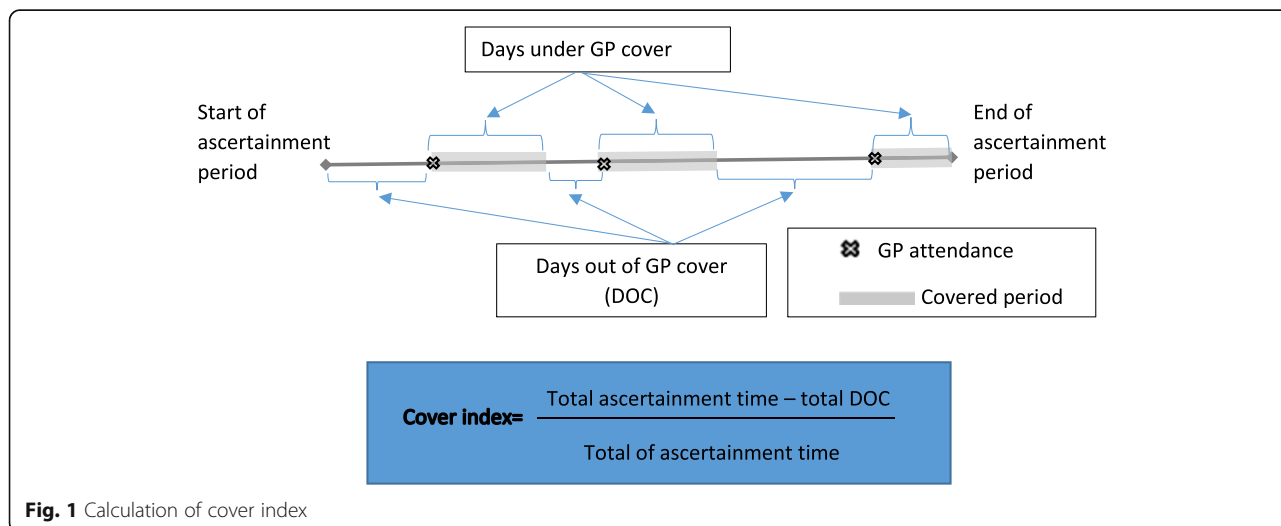 Days under GP cover
Start of
ascertainment
period
End of
ascertainment
period
Days out of GP cover
(DOC)
GP attendance
Covered period
Cover index=
Total ascertainment time – total DOC
Total of ascertainment time
Fig. 1 Calculation of cover index